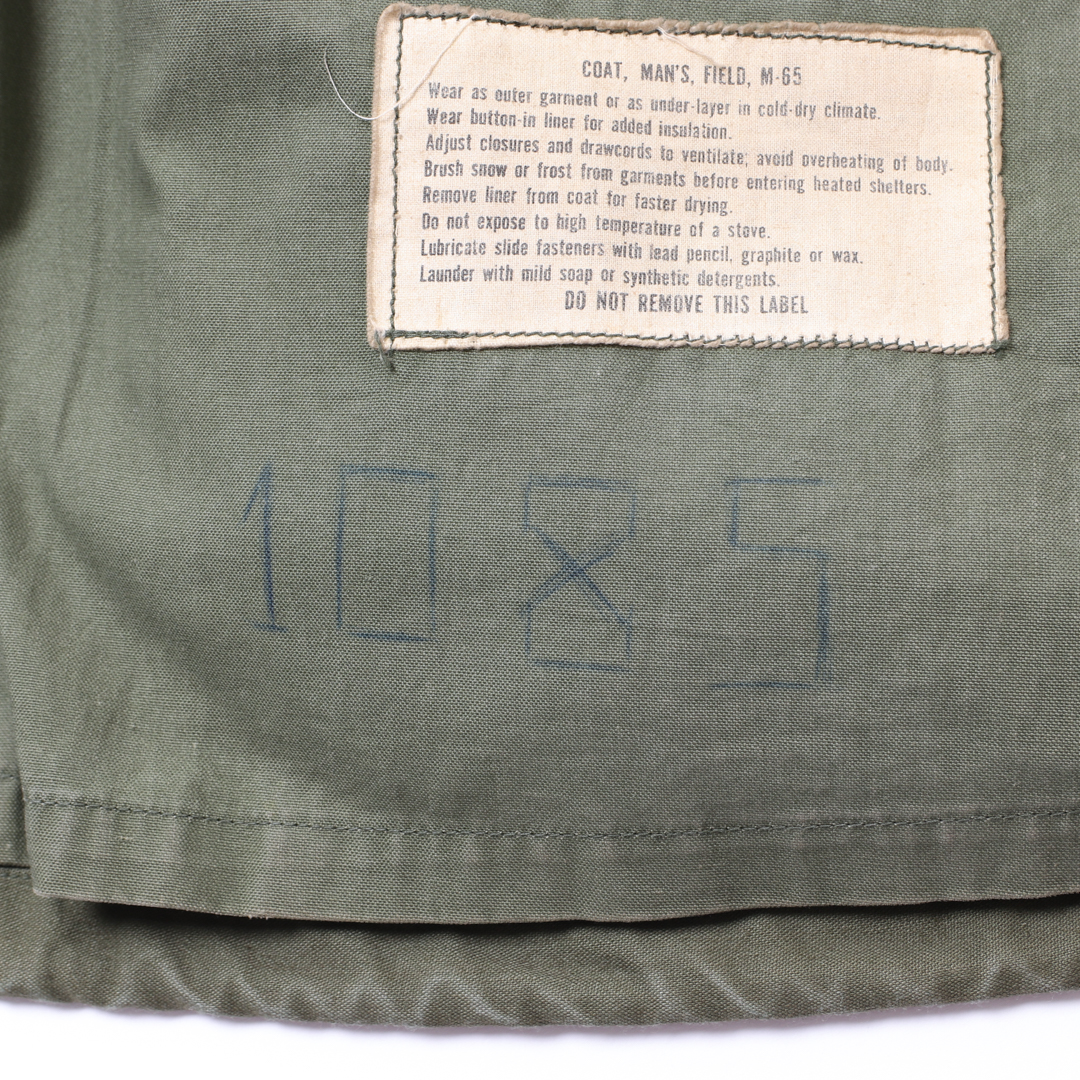 COAT, MAN'S, FIELD, M-65
Wear as outer garment or as under-layer in cold-dry climate.
Wear button-in liner for added insulation.
Adjust closures and drawcords to ventilate; avoid overheating of body.
Brush snow or frost from garments before entering heated shelters.
Remove liner from coat for faster drying.
Do not expose to high temperature of a stove.
Lubricate slide fasteners with lead pencil, graphite or wax.
Launder with mild soap or synthetic detergents.
DO NOT REMOVE THIS LABEL
1085